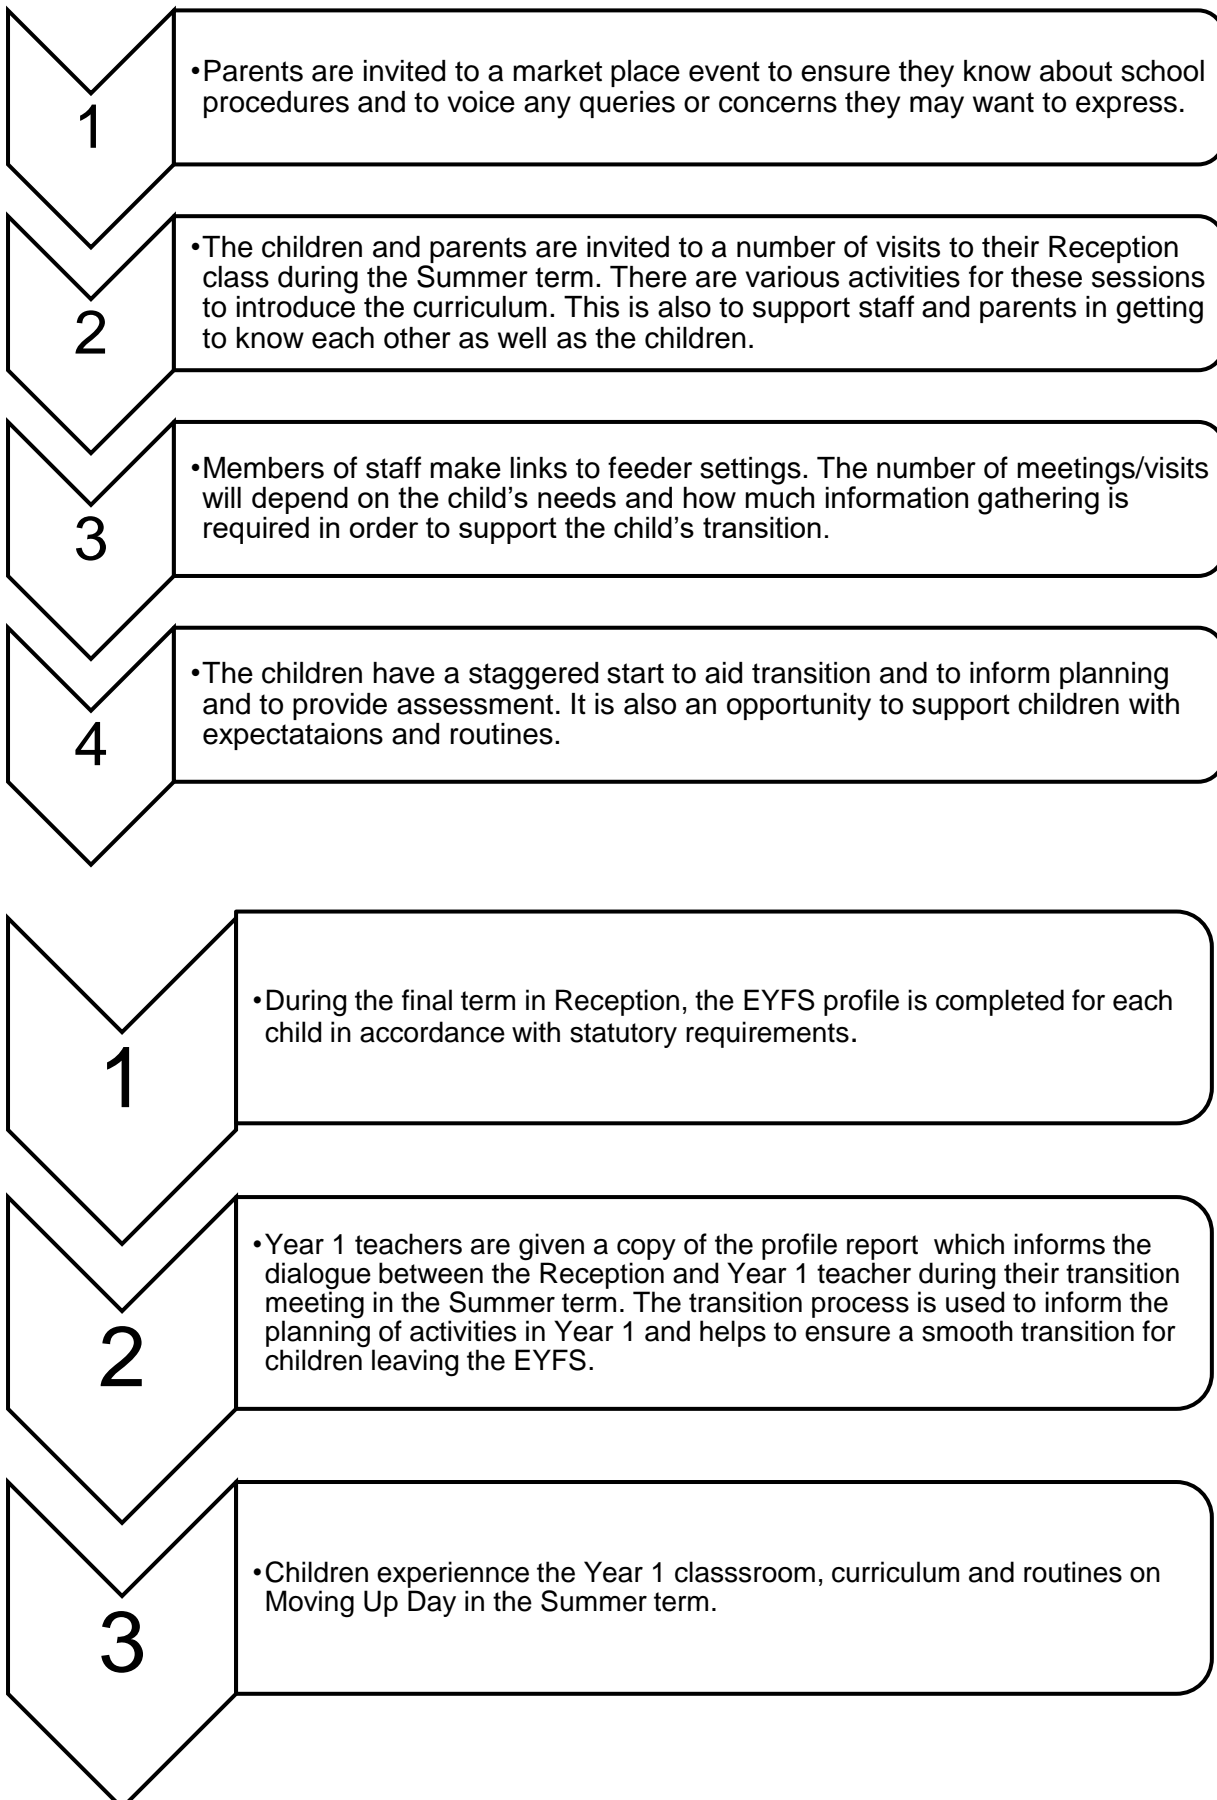 1
•Parents are invited to a market place event to ensure they know about school
procedures and to voice any queries or concerns they may want to express.
2
•The children and parents are invited to a number of visits to their Reception
class during the Summer term. There are various activities for these sessions
to introduce the curriculum. This is also to support staff and parents in getting
to know each other as well as the children.
3
•Members of staff make links to feeder settings. The number of meetings/visits
will depend on the child’s needs and how much information gathering is
required in order to support the child’s transition.
4
•The children have a staggered start to aid transition and to inform planning
and to provide assessment. It is also an opportunity to support children with
expectataions and routines.
1
•During the final term in Reception, the EYFS profile is completed for each
child in accordance with statutory requirements.
2
•Year 1 teachers are given a copy of the profile report  which informs the
dialogue between the Reception and Year 1 teacher during their transition
meeting in the Summer term. The transition process is used to inform the
planning of activities in Year 1 and helps to ensure a smooth transition for
children leaving the EYFS.
3
•Children experiennce the Year 1 classsroom, curriculum and routines on
Moving Up Day in the Summer term.